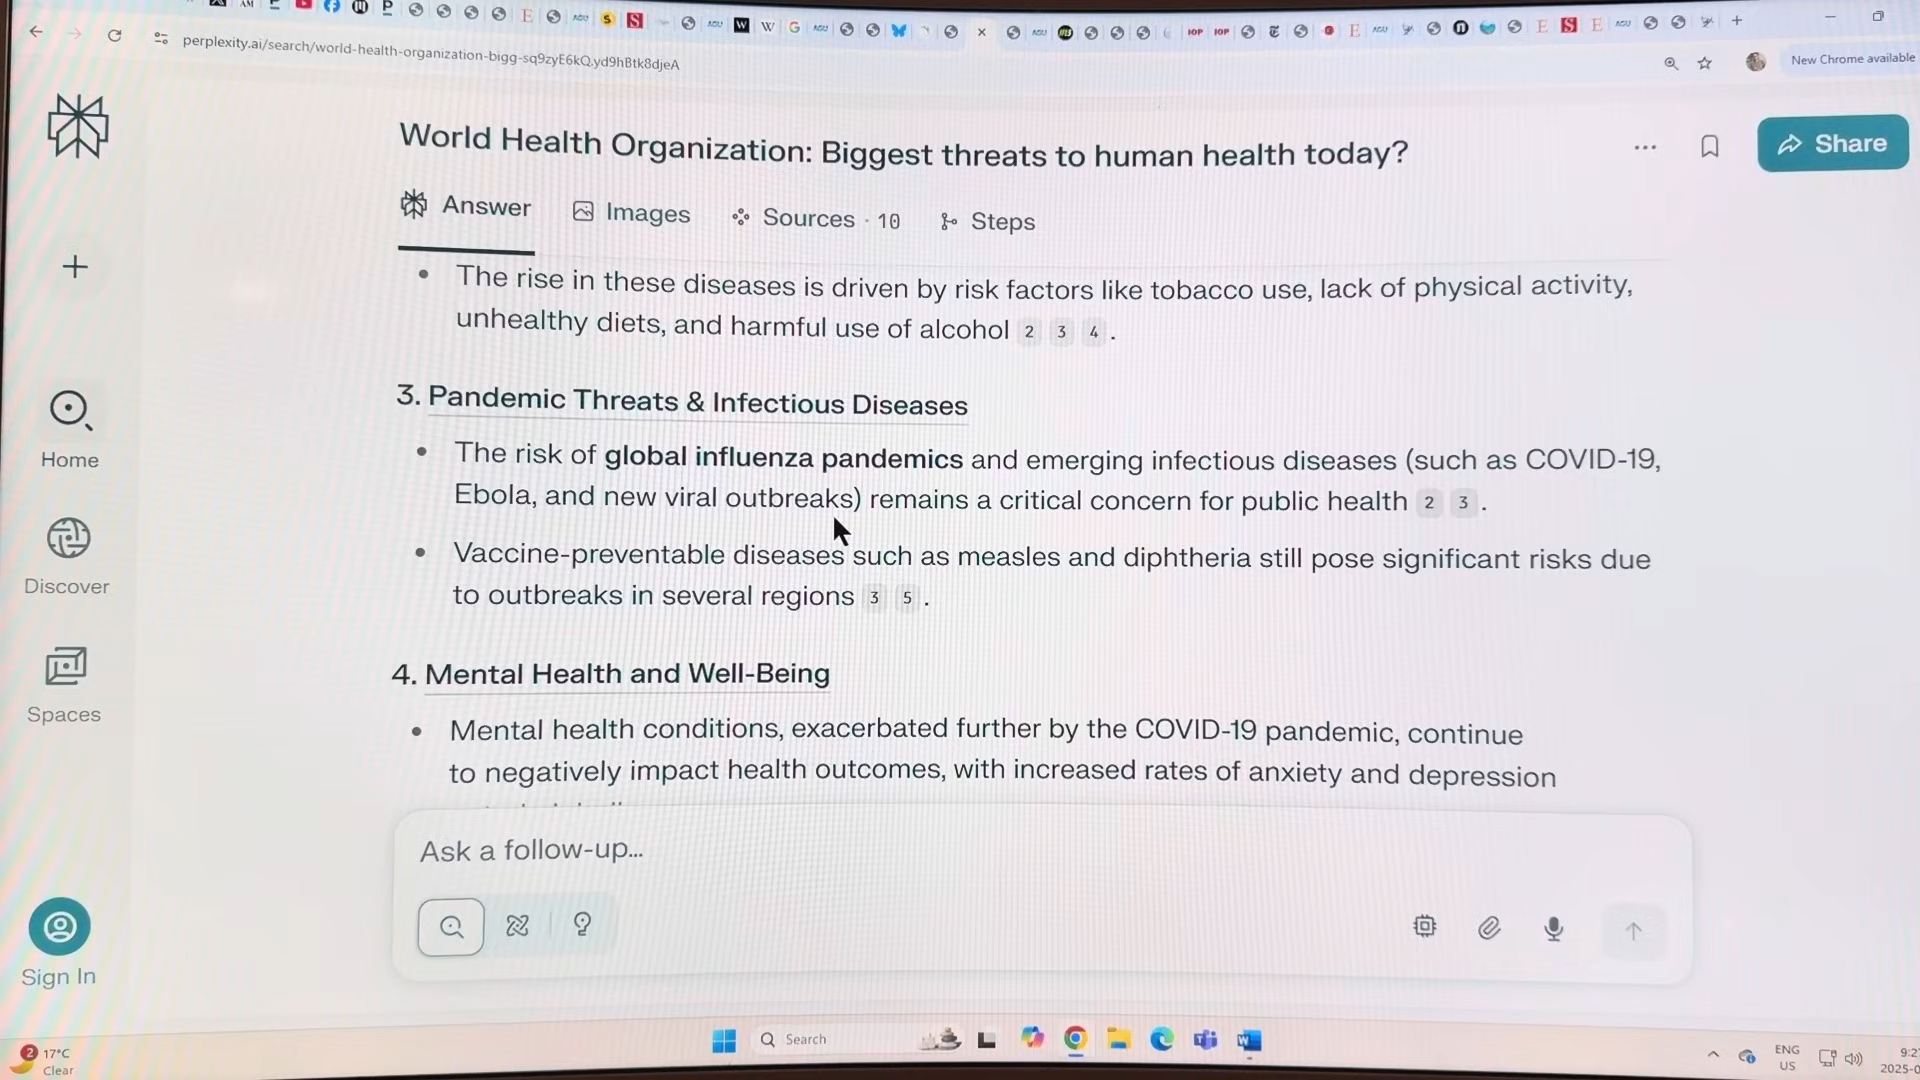 perplexity.ai/search/world-health-organization-bigg-sq9zyE6kQ.yd9hBtk8djeA
New Chrome available
World Health Organization: Biggest threats to human health today?
Share
Answer
Images
Sources · 10
Steps
• The rise in these diseases is driven by risk factors like tobacco use, lack of physical activity,
unhealthy diets, and harmful use of alcohol 2 3 4 .
3. Pandemic Threats & Infectious Diseases
• The risk of global influenza pandemics and emerging infectious diseases (such as COVID-19,
Ebola, and new viral outbreaks) remains a critical concern for public health 2 3 .
• Vaccine-preventable diseases such as measles and diphtheria still pose significant risks due
to outbreaks in several regions 3 5 .
4. Mental Health and Well-Being
• Mental health conditions, exacerbated further by the COVID-19 pandemic, continue
to negatively impact health outcomes, with increased rates of anxiety and depression
Home
Discover
Spaces
Sign In
Ask a follow-up...
2
17°C
Clear
Search
ENG
US
9:2
2025-0